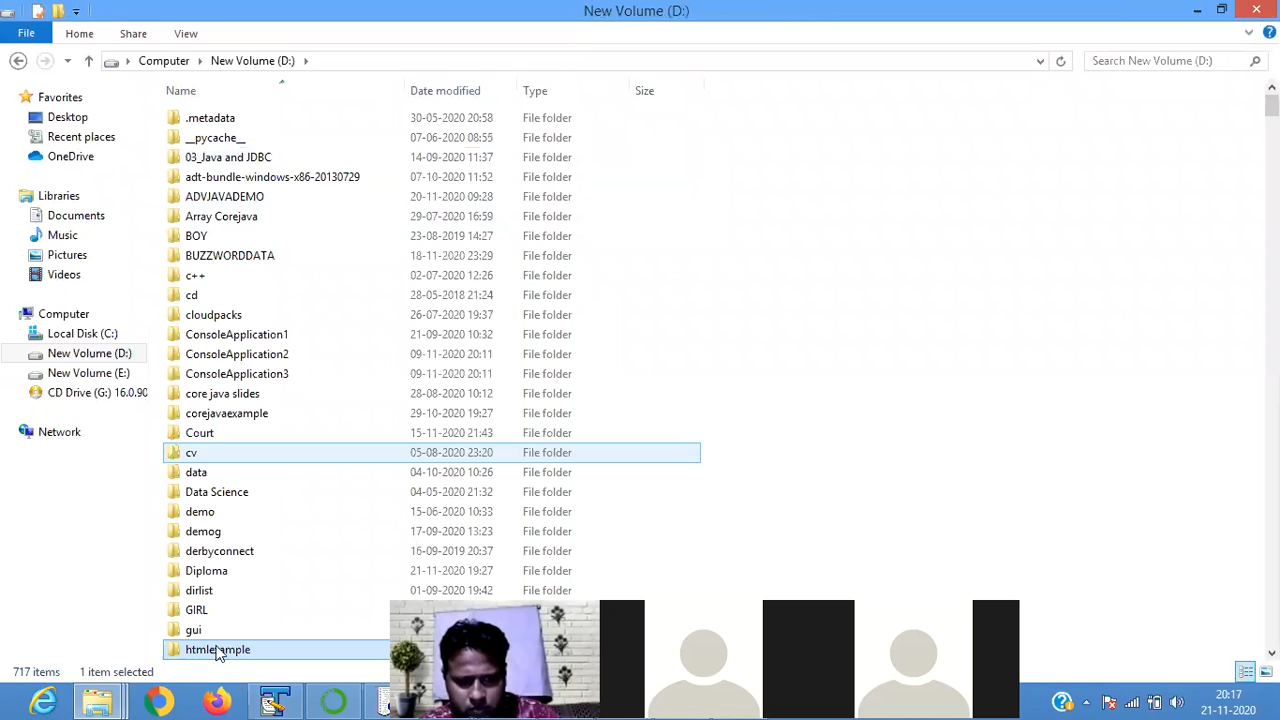 New Volume (D:)
File Home Share View
Computer New Volume (D:) Search New Volume (D:)
Name Date modified Type Size
Favorites
Desktop
Recent places
OneDrive
Libraries
Documents
Music
Pictures
Videos
Computer
Local Disk (C:)
New Volume (D:)
New Volume (E:)
CD Drive (G:) 16.0.90
Network
.metadata 30-05-2020 20:58 File folder
__pycache__ 07-06-2020 08:55 File folder
03_Java and JDBC 14-09-2020 11:37 File folder
adt-bundle-windows-x86-20130729 07-10-2020 11:52 File folder
ADVJAVADEMO 20-11-2020 09:28 File folder
Array Corejava 29-07-2020 16:59 File folder
BOY 23-08-2019 14:27 File folder
BUZZWORDDATA 18-11-2020 23:29 File folder
c++ 02-07-2020 12:26 File folder
cd 28-05-2018 21:24 File folder
cloudpacks 26-07-2020 19:37 File folder
ConsoleApplication1 21-09-2020 10:32 File folder
ConsoleApplication2 09-11-2020 20:11 File folder
ConsoleApplication3 09-11-2020 20:11 File folder
core java slides 28-08-2020 10:12 File folder
corejavaexample 29-10-2020 19:27 File folder
Court 15-11-2020 21:43 File folder
cv 05-08-2020 23:20 File folder
data 04-10-2020 10:26 File folder
Data Science 04-05-2020 21:32 File folder
demo 15-06-2020 10:33 File folder
demog 17-09-2020 13:23 File folder
derbyconnect 16-09-2019 20:37 File folder
Diploma 21-11-2020 19:27 File folder
dirlist 01-09-2020 19:42 File folder
GIRL
gui
htmlexample
717 items 1 item selected
20:17
21-11-2020